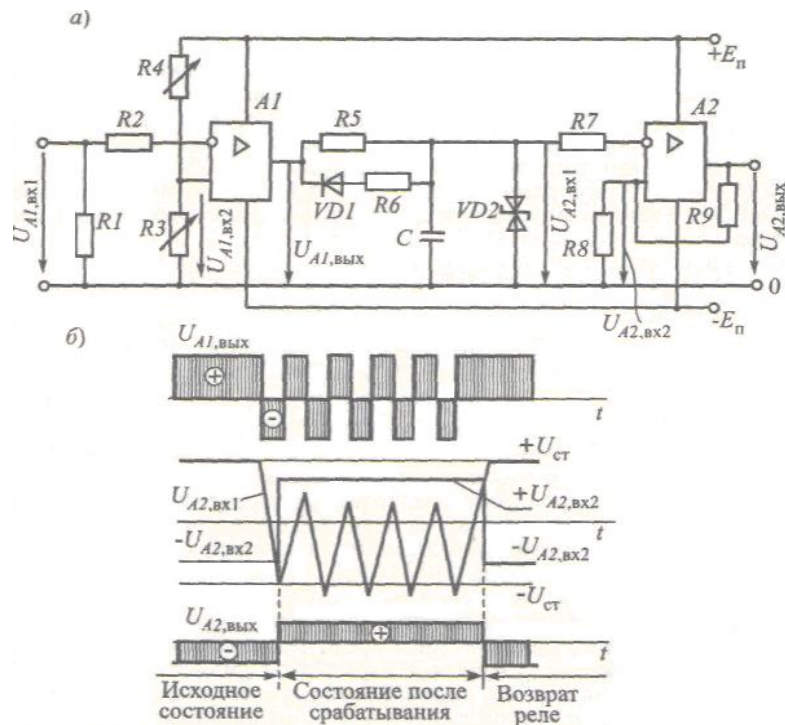 а)
+Eп
R4
A1
A2
R2
R5
R7
VD1
R6
R1
R3
C
VD2
R8
R9
UA1,вх1
UA1,вх2
UA1,вых
UA2,вх1
UA2,вых
0
UA2,вх2
-Eп
б)
UA1,вых
+
-
t
+Uст
UA2,вх1
+UA2,вх2
t
-UA2,вх2
-UA2,вх2
-Uст
UA2,вых
+
-
t
Исходное состояние
Состояние после срабатывания
Возврат реле